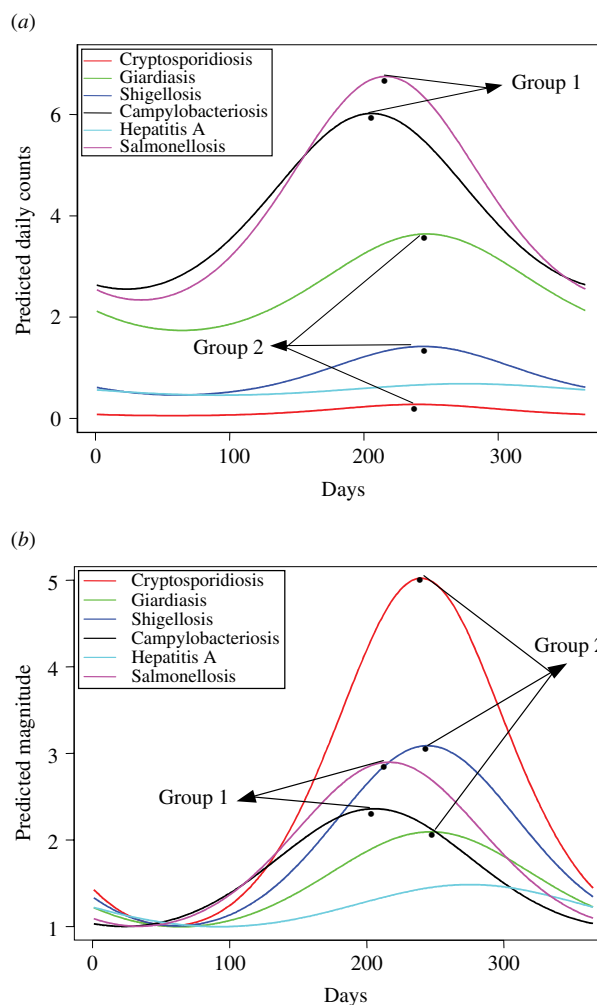 (a)
Cryptosporidiosis
Giardiasis
Shigellosis
Campylobacteriosis
Hepatitis A
Salmonellosis
Group 1
Group 2
Predicted daily counts
6
4
2
0
0 100 200 300
Days
(b)
Cryptosporidiosis
Giardiasis
Shigellosis
Campylobacteriosis
Hepatitis A
Salmonellosis
Group 2
Group 1
Predicted magnitude
5
4
3
2
1
0 100 200 300
Days